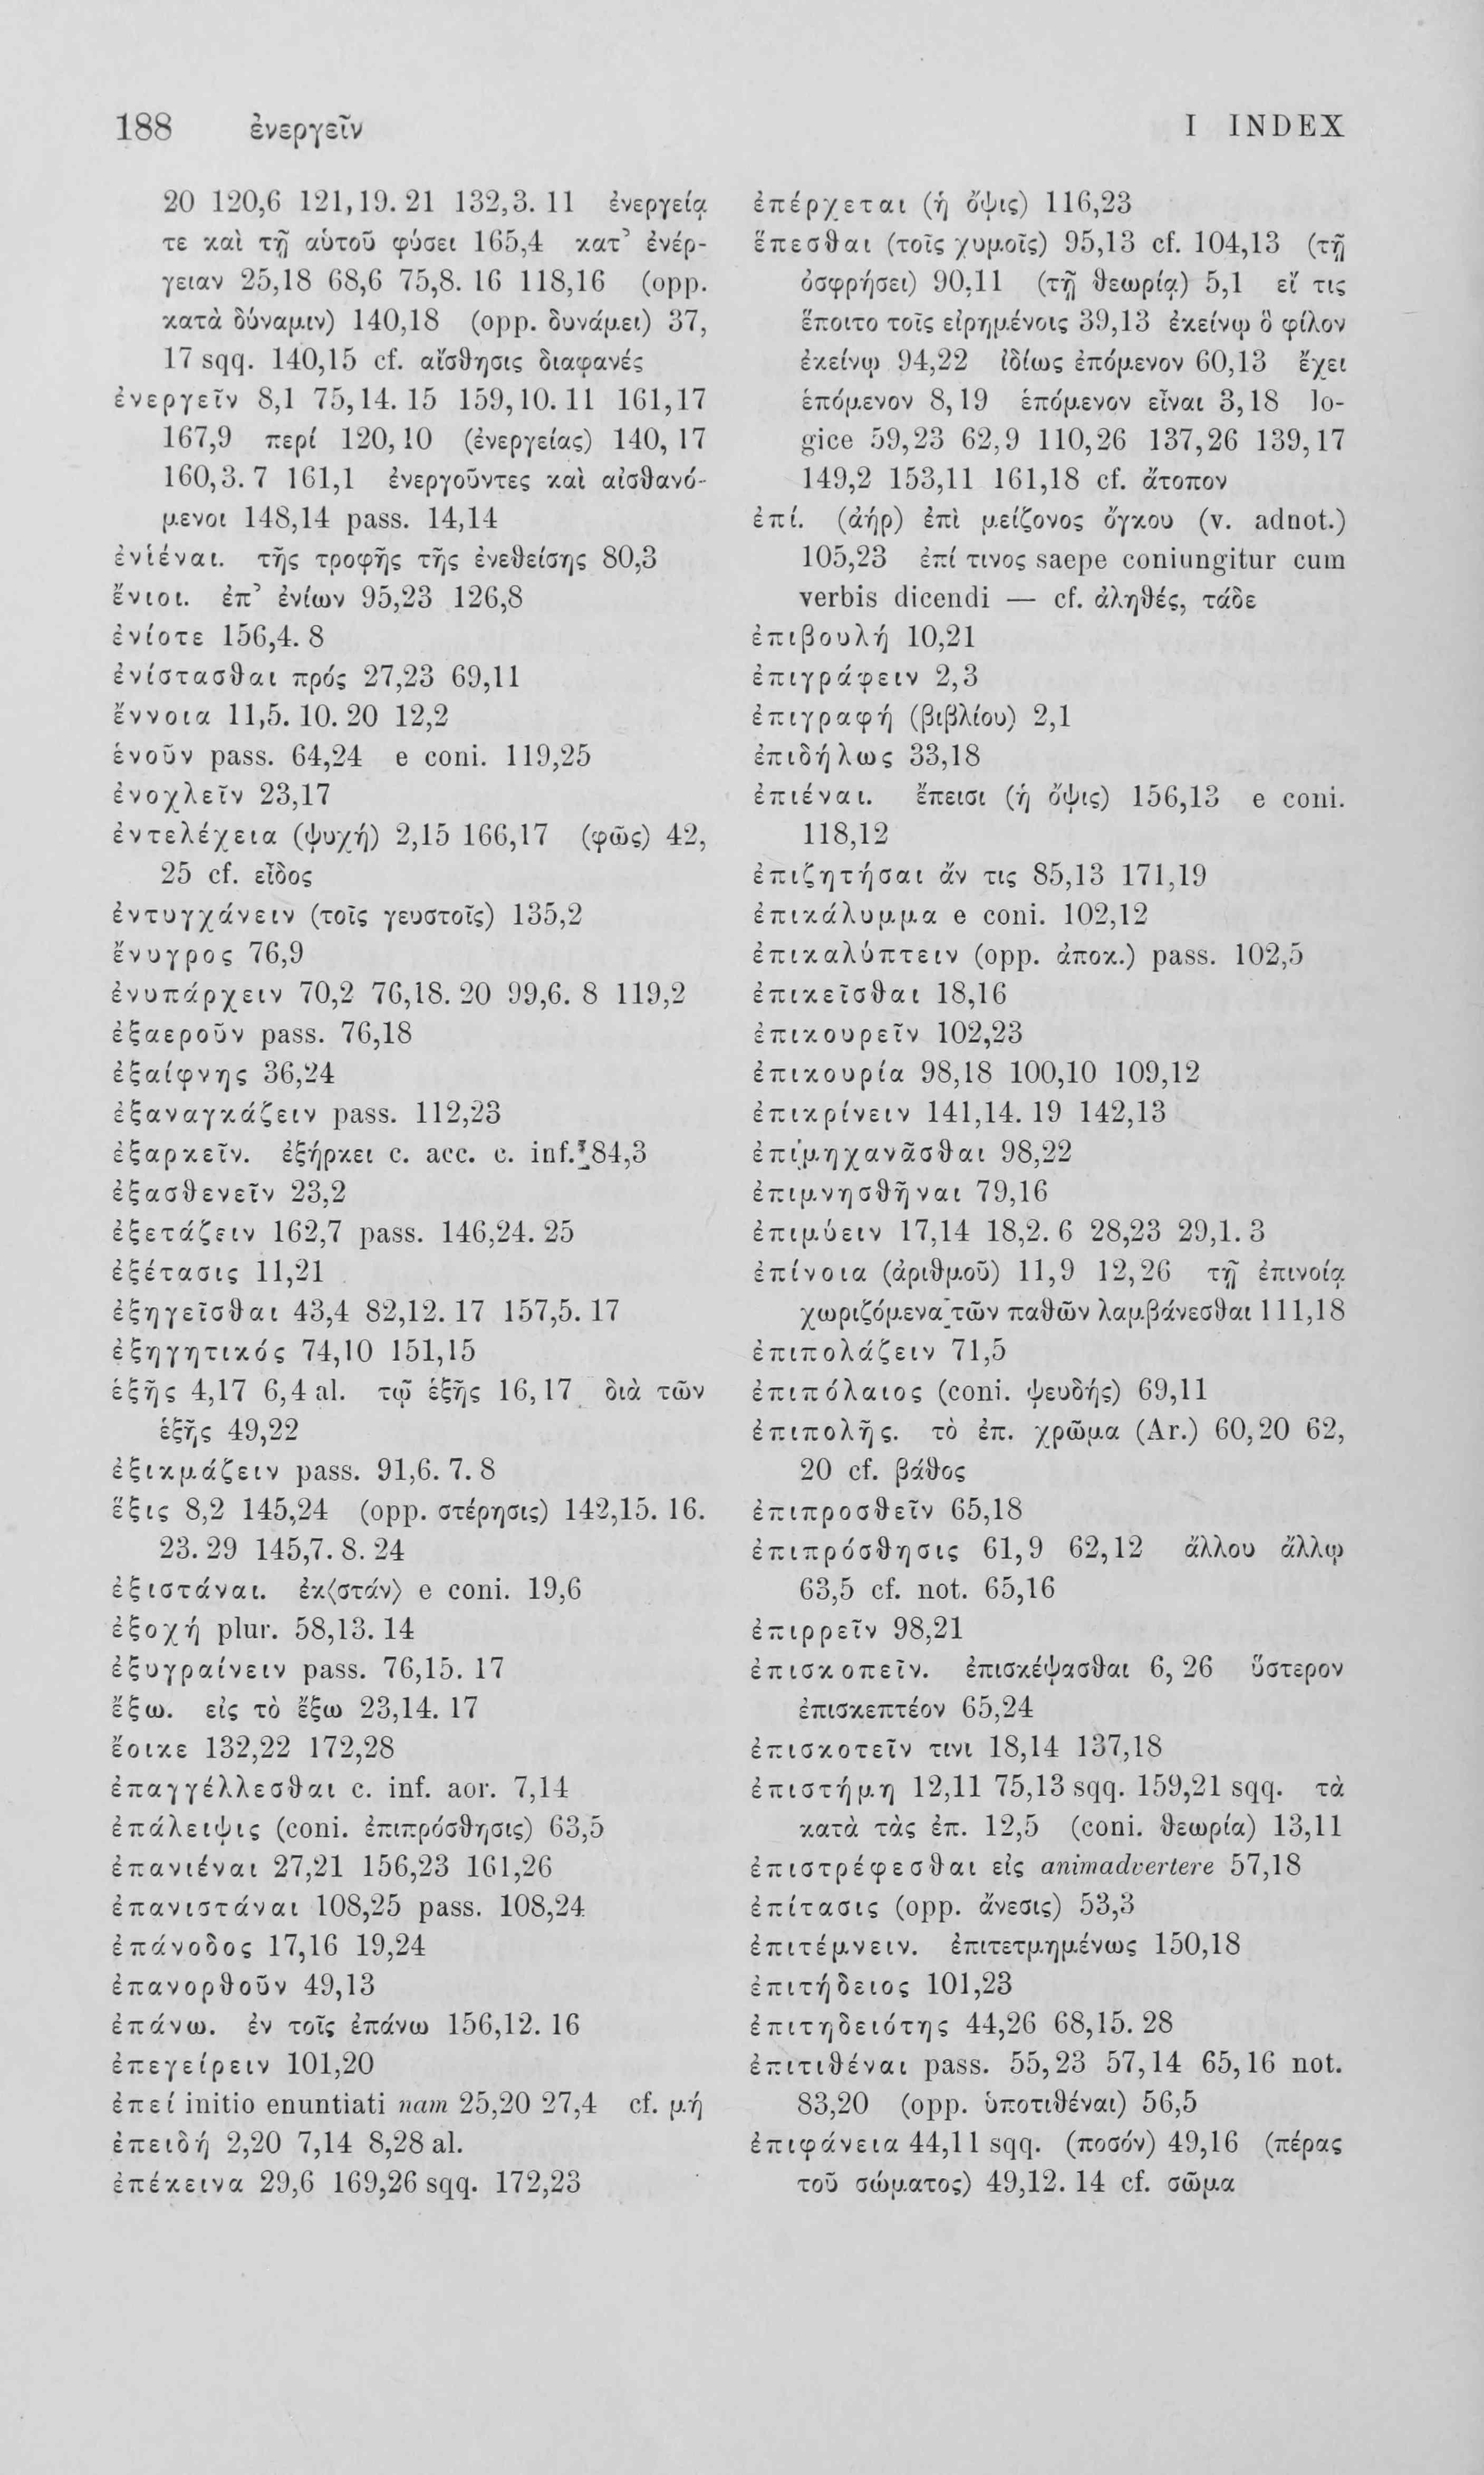 188 ἐνεργεῖν
I INDEX
20 120,6 121,19. 21 132,3. 11 ἐνεργείᾳ
τε καὶ τῇ αὑτοῦ φύσει 165,4 κατ’ ἐνέρ-
γειαν 25,18 68,6 75,8. 16 118,16 (opp.
κατὰ δύναμιν) 140,18 (opp. δυνάμει) 37,
17 sqq. 140,15 cf. αἴσθησις διαφανές
ἐνεργεῖν 8,1 75,14. 15 159,10. 11 161,17
167,9 περί 120,10 (ἐνεργείας) 140, 17
160,3. 7 161,1 ἐνεργοῦντες καὶ αἰσθανό-
μενοι 148,14 pass. 14,14
ἐνιέναι. τῆς τροφῆς τῆς ἐνεθείσης 80,3
ἔνιοι. ἐπ’ ἐνίων 95,23 126,8
ἐνίοτε 156,4. 8
ἐνίστασθαι πρός 27,23 69,11
ἔννοια 11,5. 10. 20 12,2
ἑνοῦν pass. 64,24 e coni. 119,25
ἐνοχλεῖν 23,17
ἐντελέχεια (ψυχή) 2,15 166,17 (φῶς) 42,
25 cf. εἶδος
ἐντυγχάνειν (τοῖς γευστοῖς) 135,2
ἔνυγρος 76,9
ἐνυπάρχειν 70,2 76,18. 20 99,6. 8 119,2
ἐξαεροῦν pass. 76,18
ἐξαίφνης 36,24
ἐξαναγκάζειν pass. 112,23
ἐξαρκεῖν. ἐξήρκει c. acc. c. inf. 84,3
ἐξασθενεῖν 23,2
ἐξετάζειν 162,7 pass. 146,24. 25
ἐξέτασις 11,21
ἐξηγεῖσθαι 43,4 82,12. 17 157,5. 17
ἐξηγητικός 74,10 151,15
ἑξῆς 4,17 6,4 al. τῷ ἑξῆς 16,17 διὰ τῶν
ἑξῆς 49,22
ἐξικμάζειν pass. 91,6. 7. 8
ἕξις 8,2 145,24 (opp. στέρησις) 142,15. 16.
23. 29 145,7. 8. 24
ἐξιστάναι. ἐκ⟨στάν⟩ e coni. 19,6
ἐξοχή plur. 58,13. 14
ἐξυγραίνειν pass. 76,15. 17
ἔξω. εἰς τὸ ἔξω 23,14. 17
ἔοικε 132,22 172,28
ἐπαγγέλλεσθαι c. inf. aor. 7,14
ἐπάλειψις (coni. ἐπιπρόσθησις) 63,5
ἐπανιέναι 27,21 156,23 161,26
ἐπανιστάναι 108,25 pass. 108,24
ἐπάνοδος 17,16 19,24
ἐπανορθοῦν 49,13
ἐπάνω. ἐν τοῖς ἐπάνω 156,12. 16
ἐπεγείρειν 101,20
ἐπεί initio enuntiati nam 25,20 27,4 cf. μή
ἐπειδή 2,20 7,14 8,28 al.
ἐπέκεινα 29,6 169,26 sqq. 172,23
ἐπέρχεται (ἡ ὄψις) 116,23
ἕπεσθαι (τοῖς χυμοῖς) 95,13 cf. 104,13 (τῇ
ὀσφρήσει) 90,11 (τῇ θεωρίᾳ) 5,1 εἴ τις
ἕποιτο τοῖς εἰρημένοις 39,13 ἐκείνῳ ὃ φίλον
ἐκείνῳ 94,22 ἰδίως ἑπόμενον 60,13 ἔχει
ἑπόμενον 8,19 ἑπόμενον εἶναι 3,18 lo-
gice 59,23 62,9 110,26 137,26 139,17
149,2 153,11 161,18 cf. ἄτοπον
ἐπί. (ἀήρ) ἐπὶ μείζονος ὄγκου (v. adnot.)
105,23 ἐπί τινος saepe coniungitur cum
verbis dicendi — cf. ἀληθές, τάδε
ἐπιβουλή 10,21
ἐπιγράφειν 2,3
ἐπιγραφή (βιβλίου) 2,1
ἐπιδήλως 33,18
ἐπιέναι. ἔπεισι (ἡ ὄψις) 156,13 e coni.
118,12
ἐπιζητήσαι ἄν τις 85,13 171,19
ἐπικάλυμμα e coni. 102,12
ἐπικαλύπτειν (opp. ἀποκ.) pass. 102,5
ἐπικεῖσθαι 18,16
ἐπικουρεῖν 102,23
ἐπικουρία 98,18 100,10 109,12
ἐπικρίνειν 141,14. 19 142,13
ἐπιμηχανᾶσθαι 98,22
ἐπιμνησθῆναι 79,16
ἐπιμύειν 17,14 18,2. 6 28,23 29,1. 3
ἐπίνοια (ἀριθμοῦ) 11,9 12,26 τῇ ἐπινοίᾳ
χωριζόμενα τῶν παθῶν λαμβάνεσθαι 111,18
ἐπιπολάζειν 71,5
ἐπιπόλαιος (coni. ψευδής) 69,11
ἐπιπολῆς. τὸ ἐπ. χρῶμα (Ar.) 60,20 62,
20 cf. βάθος
ἐπιπροσθεῖν 65,18
ἐπιπρόσθησις 61,9 62,12 ἄλλου ἄλλῳ
63,5 cf. not. 65,16
ἐπιρρεῖν 98,21
ἐπισκοπεῖν. ἐπισκέψασθαι 6, 26 ὕστερον
ἐπισκεπτέον 65,24
ἐπισκοτεῖν τινι 18,14 137,18
ἐπιστήμη 12,11 75,13 sqq. 159,21 sqq. τὰ
κατὰ τὰς ἐπ. 12,5 (coni. θεωρία) 13,11
ἐπιστρέφεσθαι εἰς animadvertere 57,18
ἐπίτασις (opp. ἄνεσις) 53,3
ἐπιτέμνειν. ἐπιτετμημένως 150,18
ἐπιτήδειος 101,23
ἐπιτηδειότης 44,26 68,15. 28
ἐπιτιθέναι pass. 55,23 57,14 65,16 not.
83,20 (opp. ὑποτιθέναι) 56,5
ἐπιφάνεια 44,11 sqq. (ποσόν) 49,16 (πέρας
τοῦ σώματος) 49,12. 14 cf. σῶμα